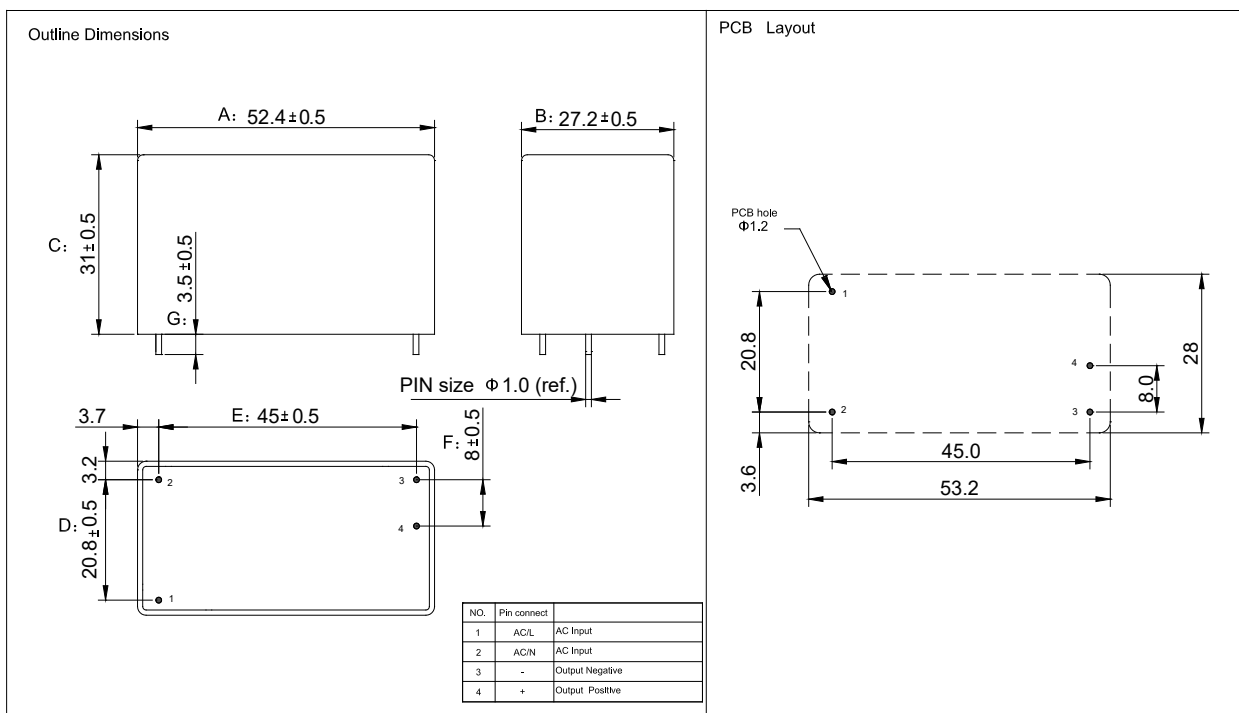 Outline Dimensions
A: 52.4±0.5
B: 27.2±0.5
C: 31±0.5
3.5±0.5
G:
PIN size Φ1.0 (ref.)
3.7
E: 45±0.5
F: 8±0.5
3.2
D: 20.8±0.5
2
3
4
1
NO. Pin connect
1 AC/L AC Input
2 AC/N AC Input
3 - Output Negative
4 + Output Positive
PCB Layout
PCB hole
Φ1.2
1
20.8
4
28
8.0
2
3
3.6
45.0
53.2